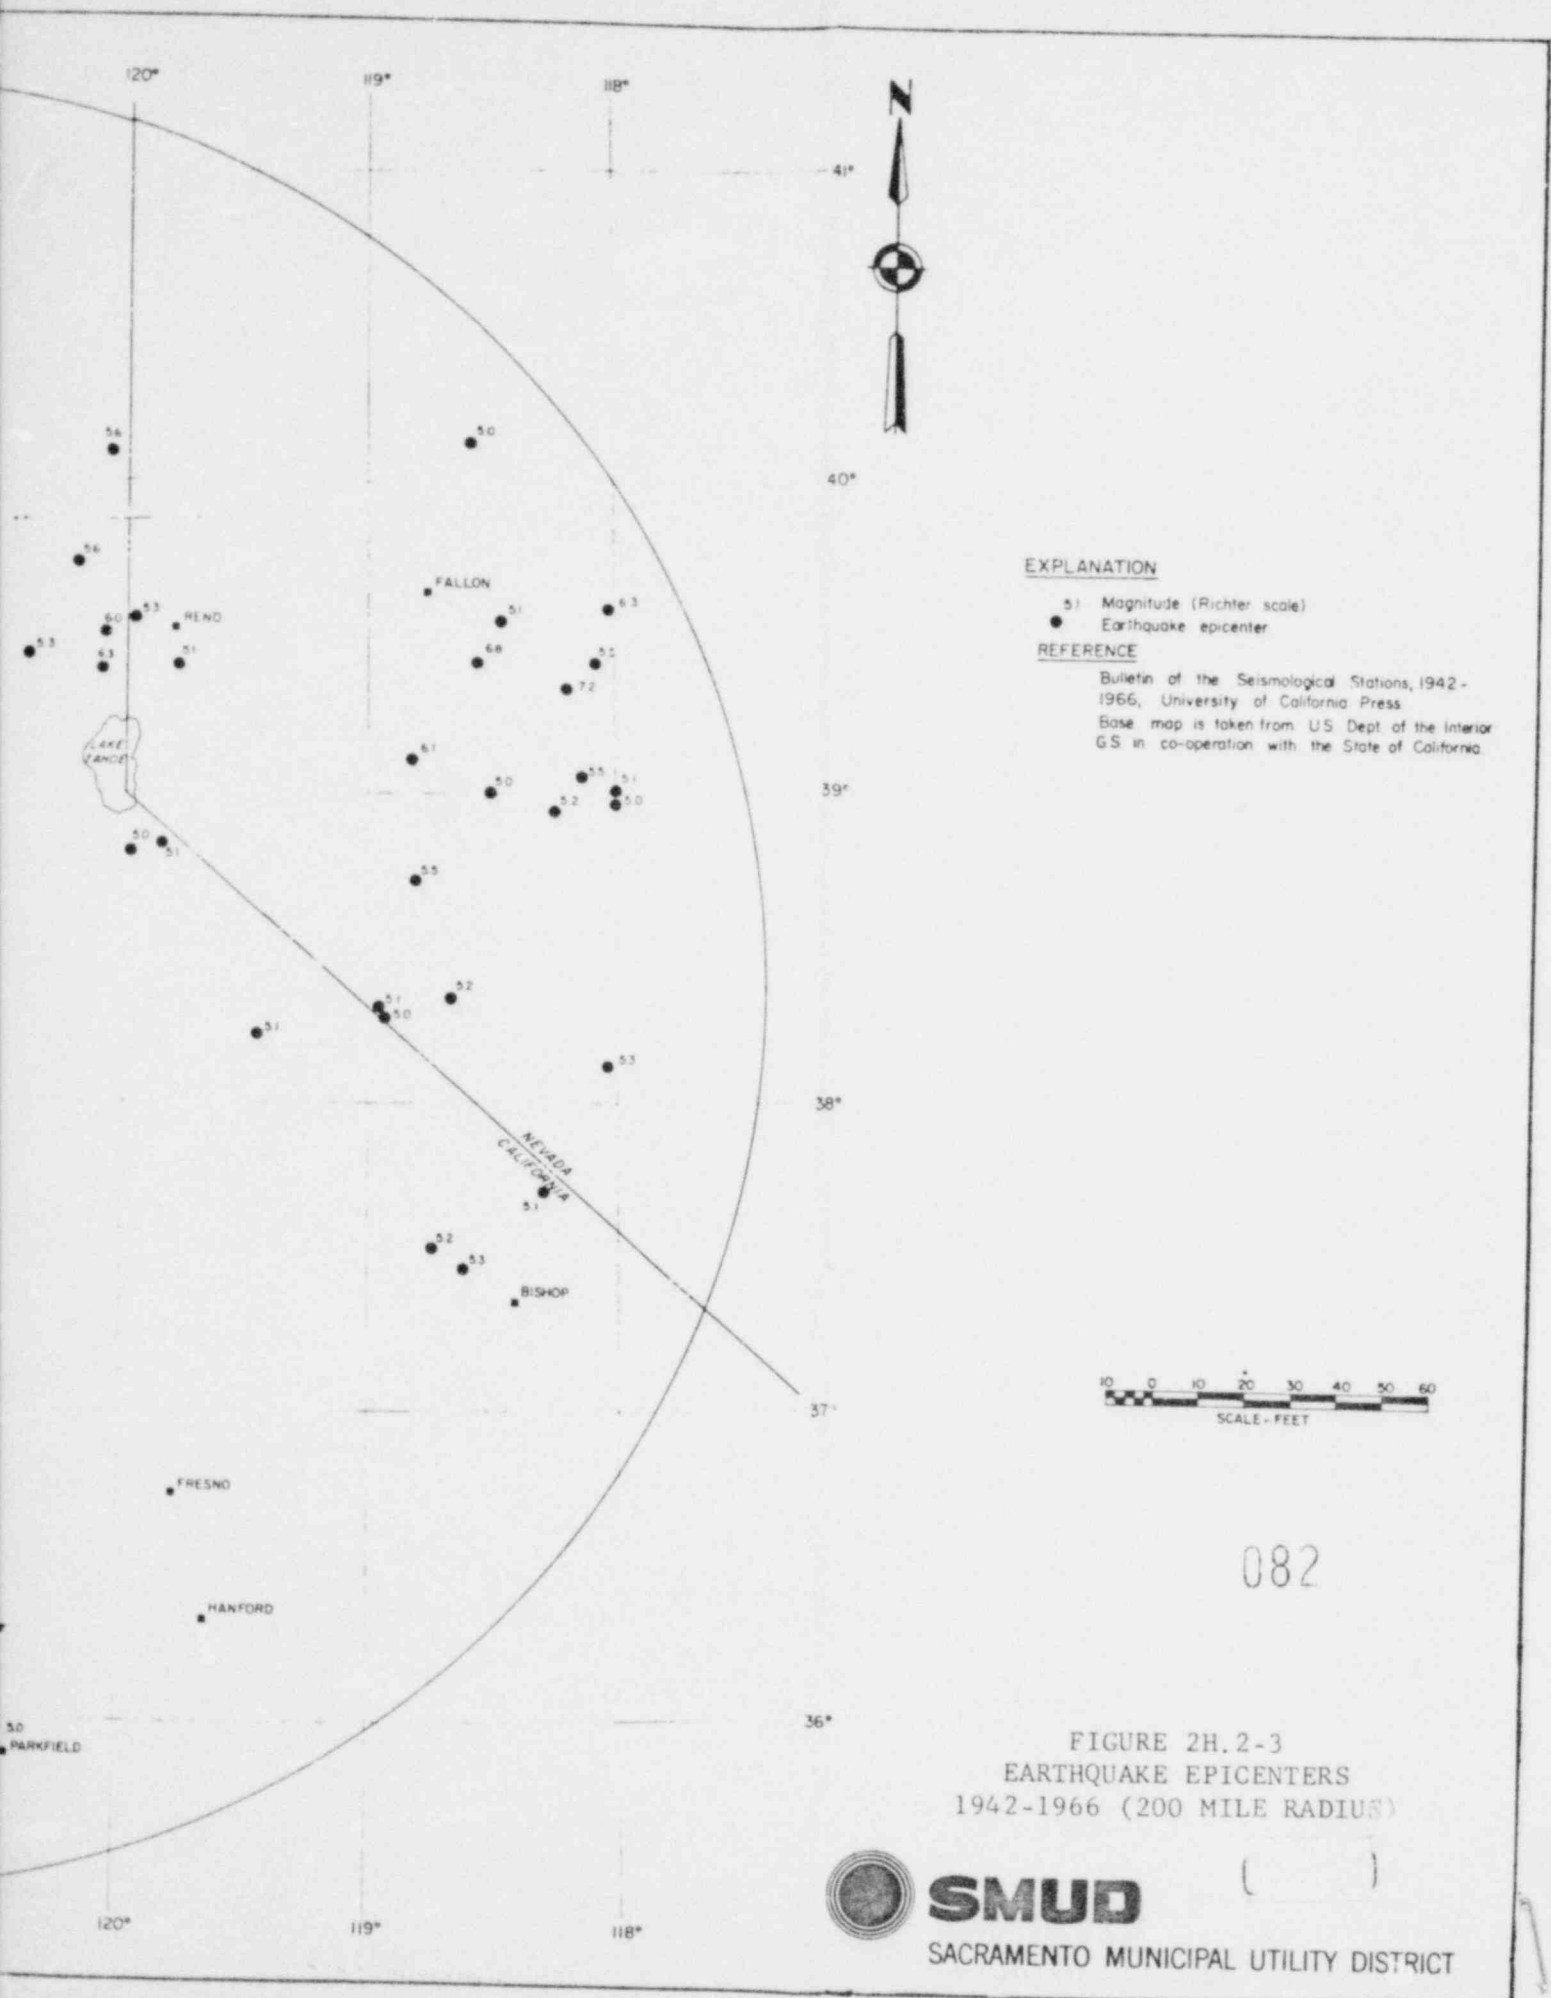 120°
119°
118°
N
41°
5.6
5.0
40°
5.6
FALLON
5.3
RENO
6.0
5.1
6.3
5.3
6.3
5.1
6.8
7.2
EXPLANATION
5.1 Magnitude (Richter scale)
Earthquake epicenter
REFERENCE
Bulletin of the Seismological Stations, 1942-
1966, University of California Press
Base map is taken from U S Dept of the Interior
G.S. in co-operation with the State of California
LAKE
TAHOE
6.1
5.5
5.1
5.0
5.0
5.2
39°
5.0
5.1
5.5
5.2
5.1
5.0
5.1
5.3
38°
NEVADA
CALIFORNIA
5.1
5.2
5.3
BISHOP
10 0 10 20 30 40 50 60
SCALE - FEET
37°
FRESNO
082
HANFORD
36°
5.0
PARKFIELD
FIGURE 2H.2-3
EARTHQUAKE EPICENTERS
1942-1966 (200 MILE RADIUS)
120°
119°
118°
SMUD
SACRAMENTO MUNICIPAL UTILITY DISTRICT